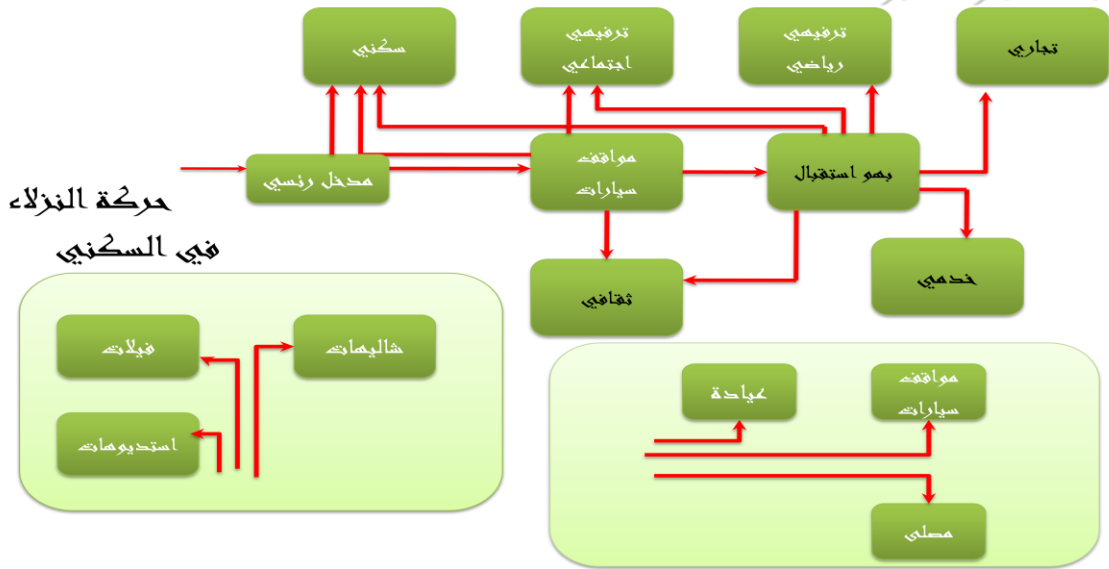 سكني
ترفيهي
اجتماعي
ترفيهي
رياضي
تجاري
مدخل رئسي
مواقف
سيارات
بهو استقبال
حركة النزلاء
في السكني
ثقافي
خدمي
فيلات
شاليهات
استديوهات
عيادة
مواقف
سيارات
مصلى